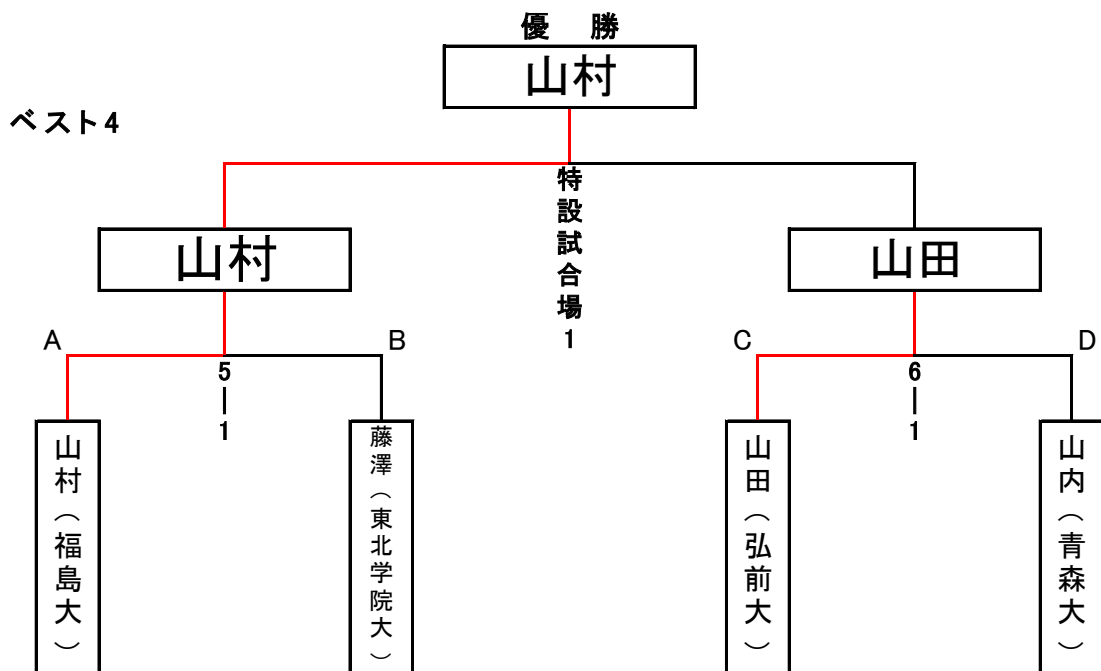 優　勝
山村
ベスト4
特設試合場1
山村
山田
A
B
C
D
5―1
6―1
山村（福島大）
藤澤（東北学院大）
山田（弘前大）
山内（青森大）